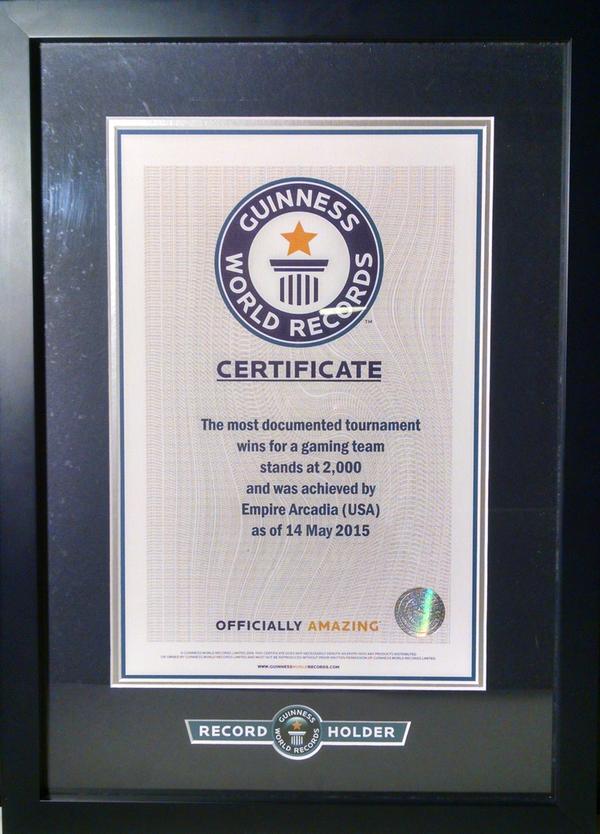 GUINNESS
WORLD RECORDS
TM
CERTIFICATE
The most documented tournament
wins for a gaming team
stands at 2,000
and was achieved by
Empire Arcadia (USA)
as of 14 May 2015
OFFICIALLY AMAZING
WWW.GUINNESSWORLDRECORDS.COM
RECORD HOLDER
GUINNESS
WORLD RECORDS